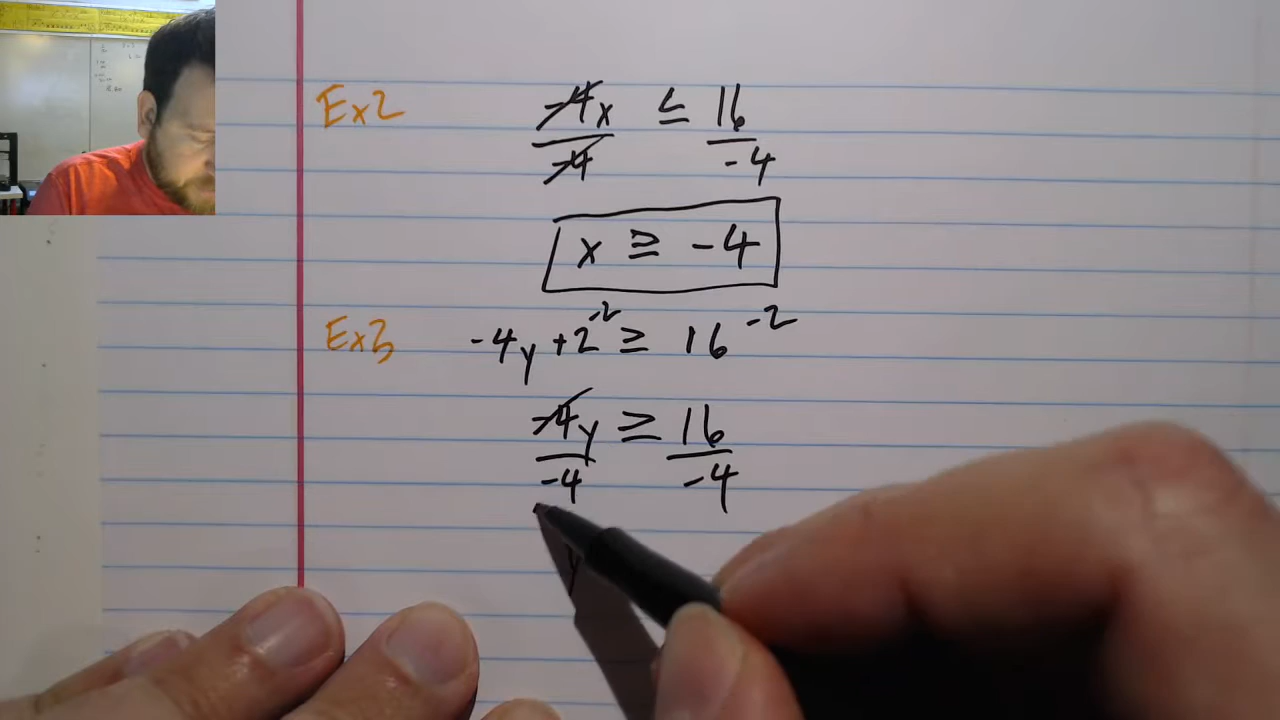 Ex2 -4x ≤ 16
-4 -4
x ≥ -4
Ex3 -4y +2 -2 ≥ 16 -2
-4y ≥ 16
-4 -4
y